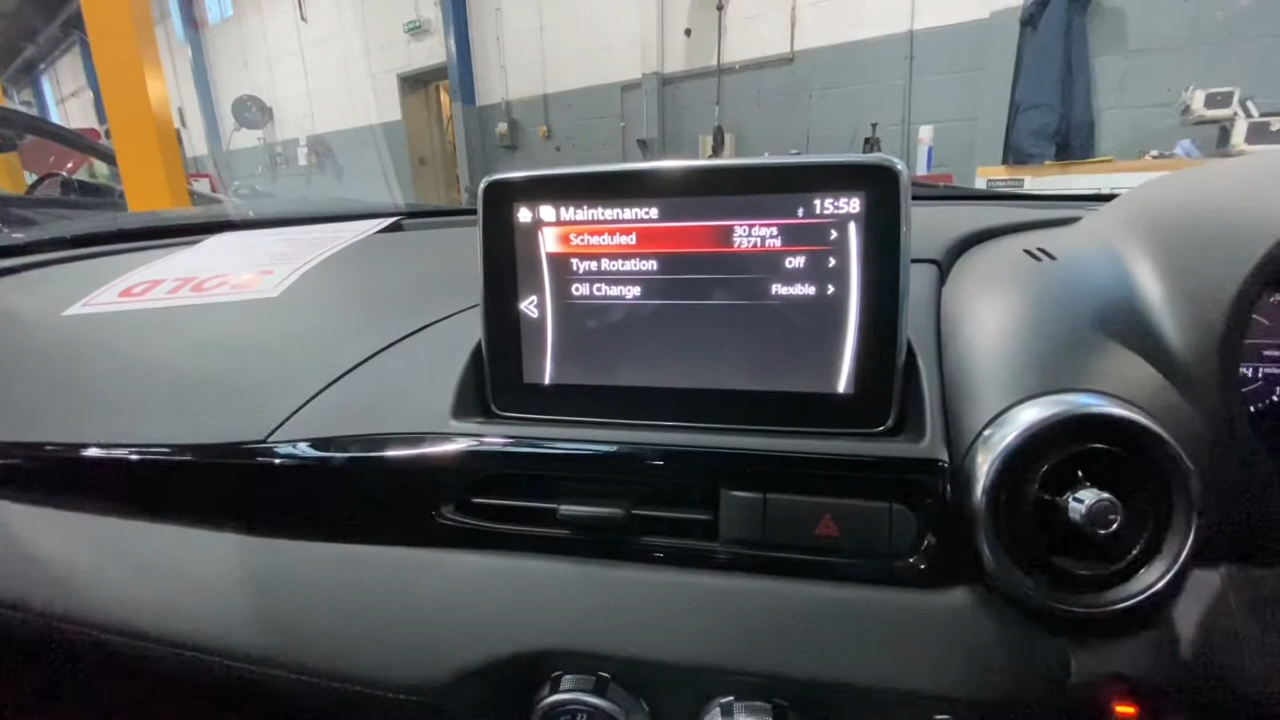 Maintenance
15:58
Scheduled
30 days
7371 mi
Tyre Rotation
Off
Oil Change
Flexible
SOLD